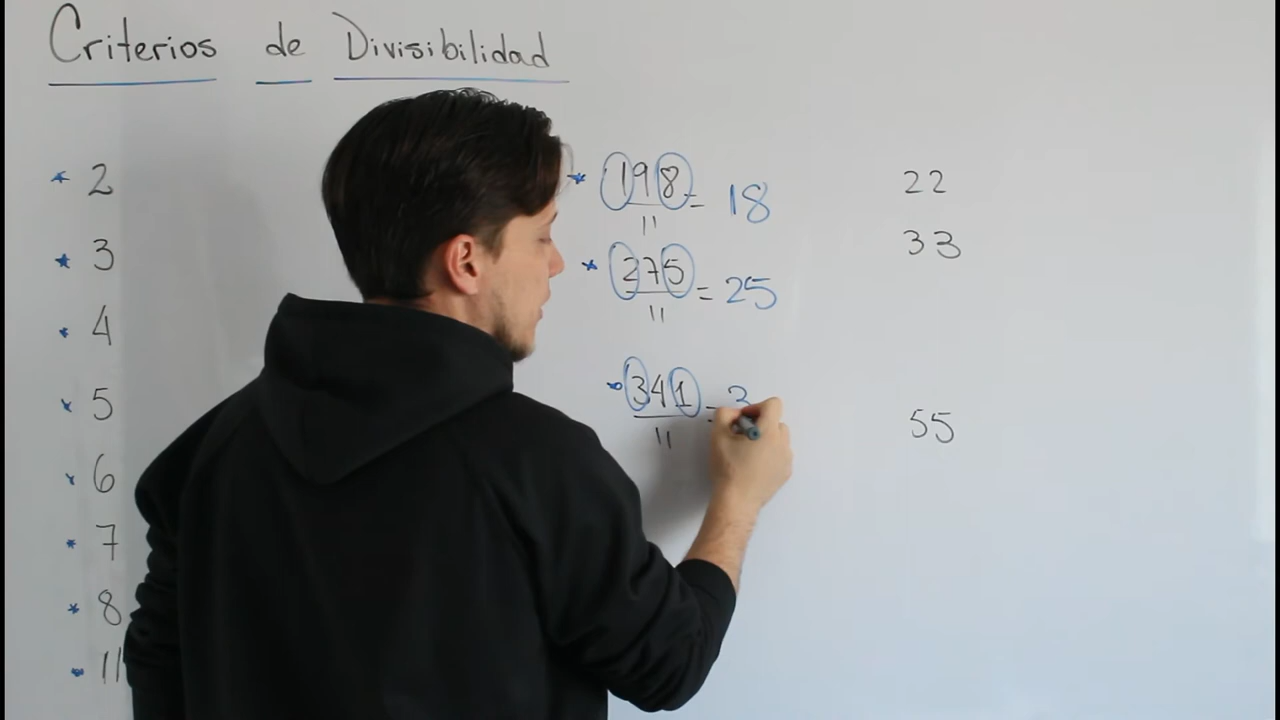 Criterios de Divisibilidad
* 2
* 3
* 4
* 5
* 6
* 7
* 8
* 11
* 198/11 = 18
* 275/11 = 25
* 341/11 = 3
22
33
55